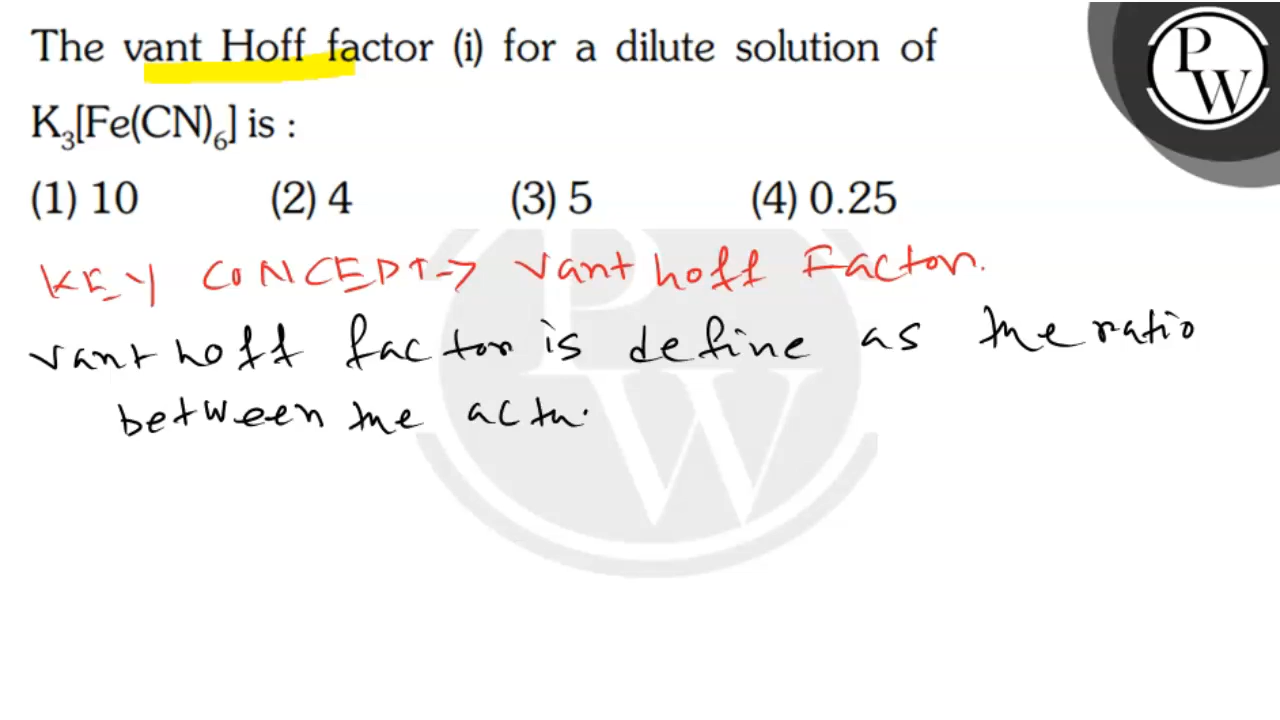 The vant Hoff factor (i) for a dilute solution of
K₃[Fe(CN)₆] is :
(1) 10 (2) 4 (3) 5 (4) 0.25
KEY CONCEPT → Vant hoff Factor.
vant hoff factor is define as the ratio
between the actu
PW
PW